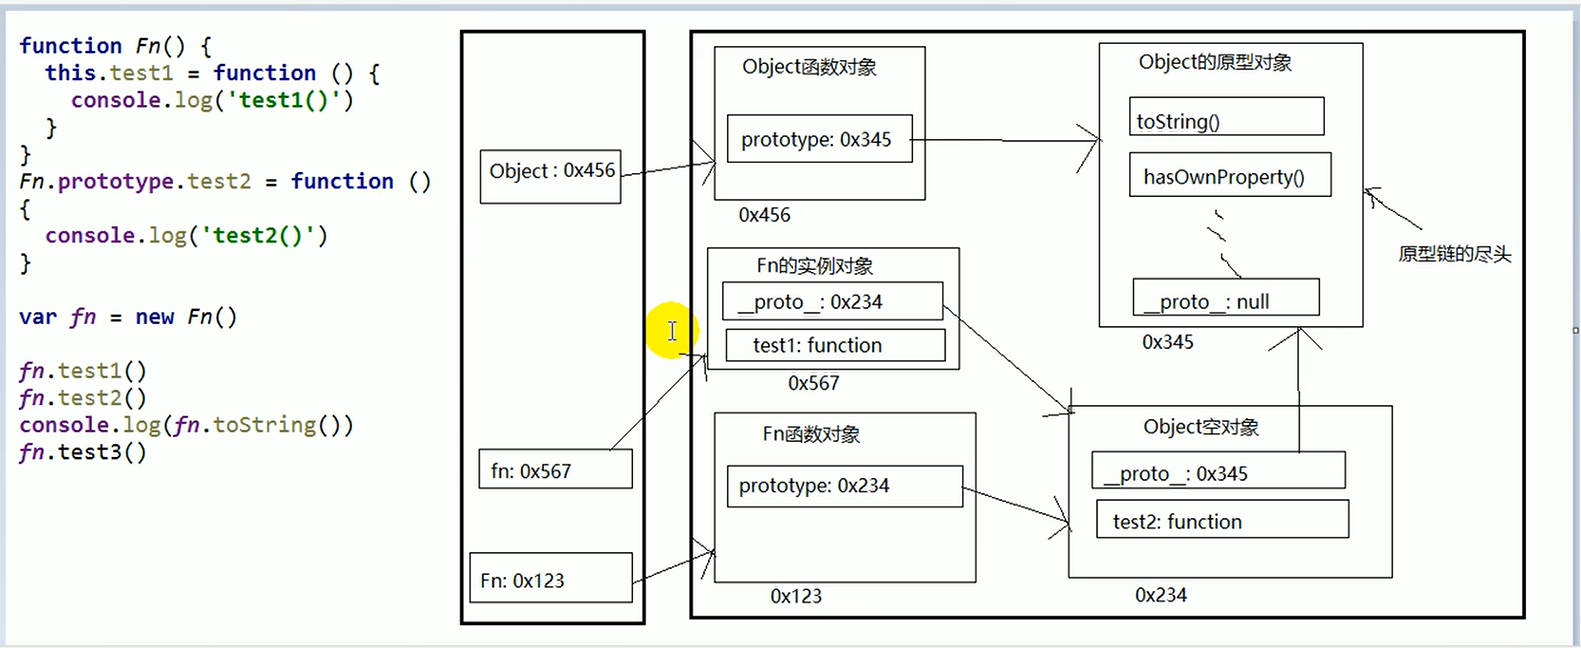 function Fn() {
this.test1 = function () {
console.log('test1()')
}
}
Fn.prototype.test2 = function ()
{
console.log('test2()')
}
var fn = new Fn()
fn.test1()
fn.test2()
console.log(fn.toString())
fn.test3()
Object : 0x456
fn: 0x567
Fn: 0x123
Object函数对象
prototype: 0x345
0x456
Fn的实例对象
__proto__: 0x234
test1: function
0x567
Fn函数对象
prototype: 0x234
0x123
Object的原型对象
toString()
hasOwnProperty()
__proto__: null
0x345
原型链的尽头
Object空对象
__proto__: 0x345
test2: function
0x234